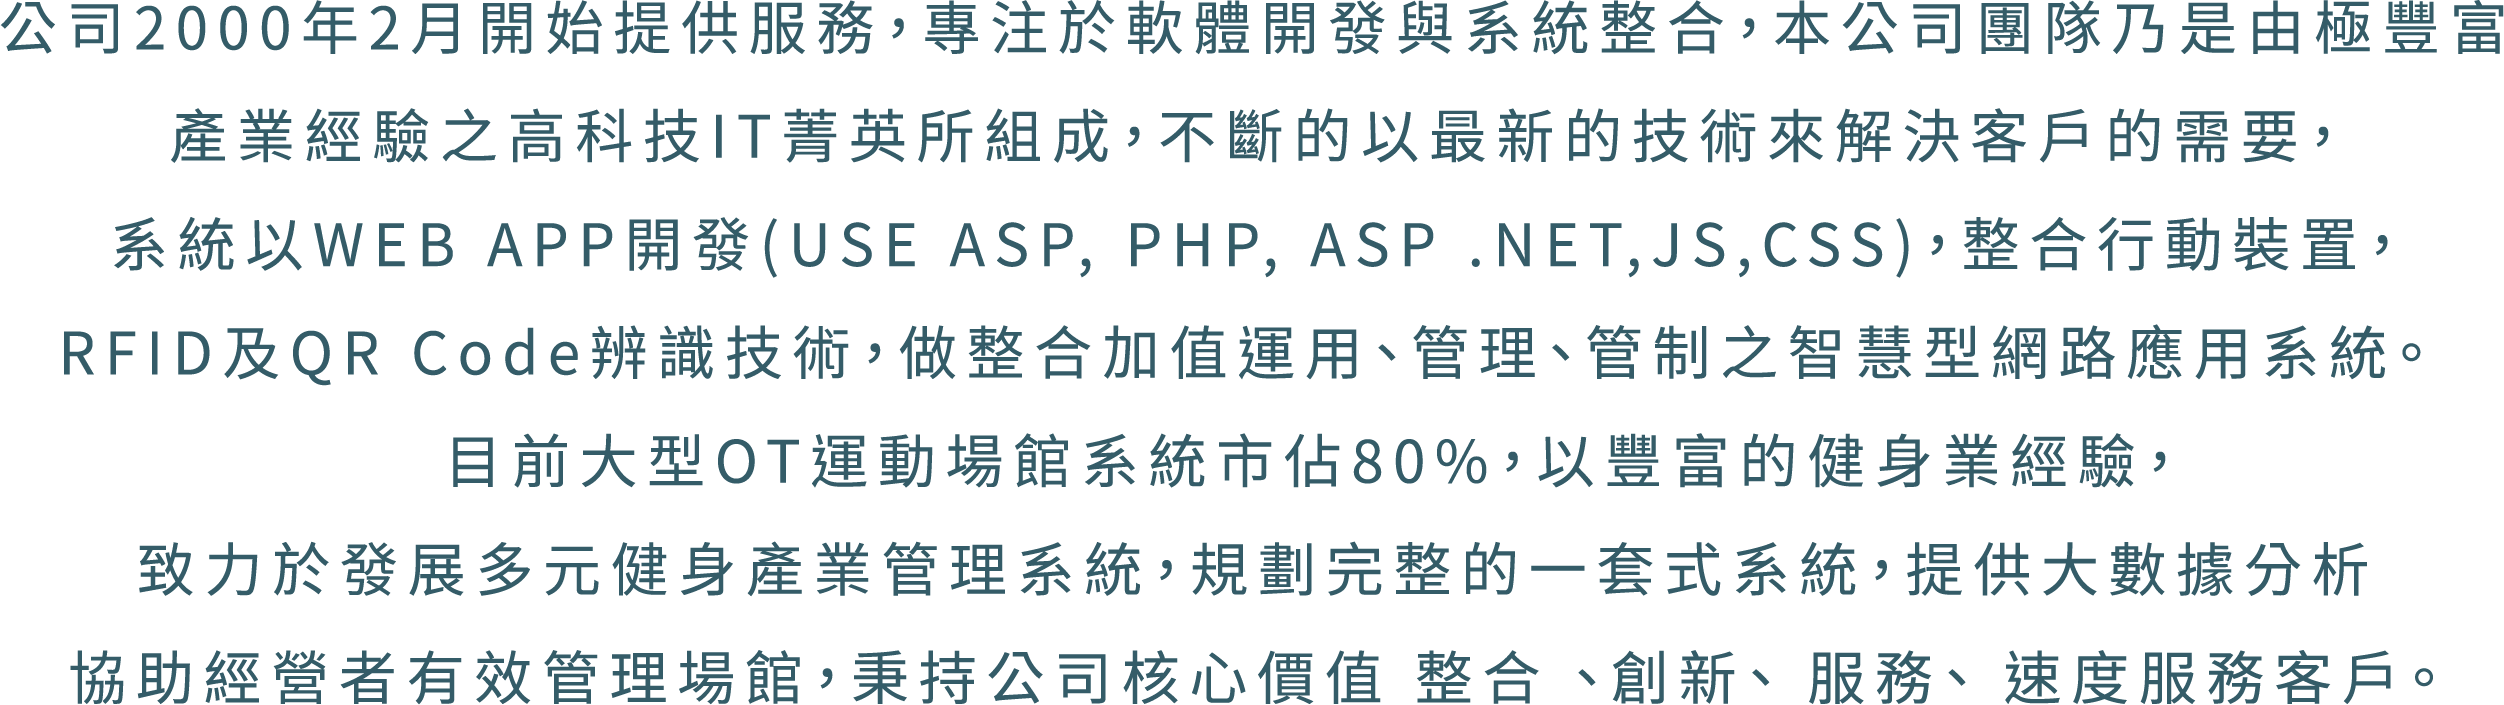 公司2000年2月開始提供服務,專注於軟體開發與系統整合,本公司團隊乃是由極豐富
產業經驗之高科技IT菁英所組成,不斷的以最新的技術來解決客戶的需要,
系統以WEB APP開發(USE ASP, PHP, ASP .NET,JS,CSS),整合行動裝置,
RFID及QR Code 辨識技術,做整合加值運用、管理、管制之智慧型網路應用系統。
目前大型OT運動場館系統市佔80%,以豐富的健身業經驗,
致力於發展多元健身產業管理系統,規劃完整的一套式系統,提供大數據分析
協助經營者有效管理場館,秉持公司核心價值 整合 、創新、 服務、 速度服務客戶。